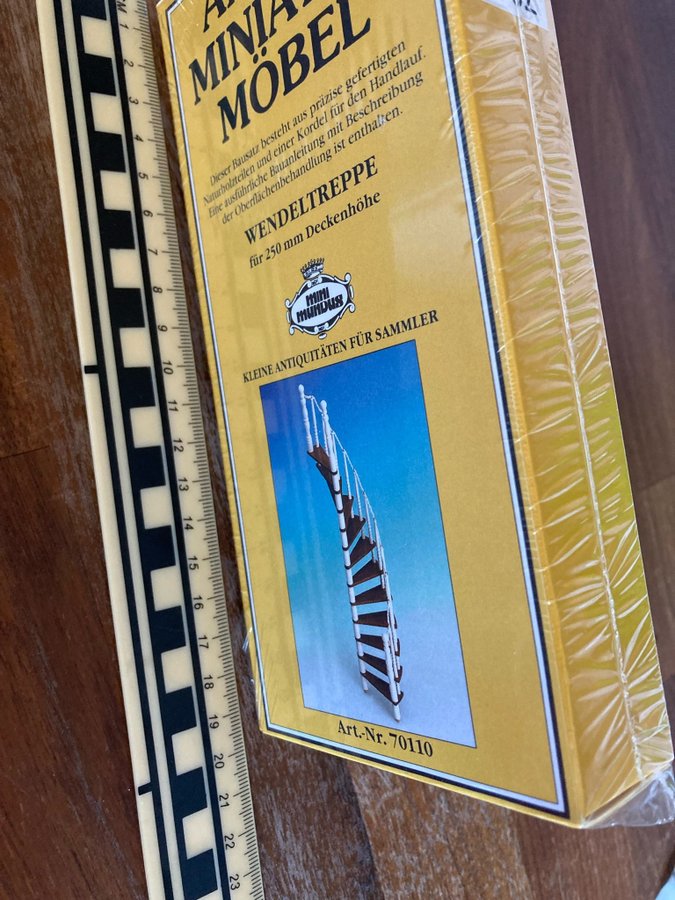 MINIAT
MÖBEL
Dieser Bausatz besteht aus präzise gefertigten
Naturholzteilen und einer Kordel für den Handlauf.
Eine ausführliche Bauanleitung mit Beschreibung
der Oberflächenbehandlung ist enthalten.
WENDELTREPPE
für 250 mm Deckenhöhe
mini
mundus
KLEINE ANTIQUITÄTEN FÜR SAMMLER
Art.-Nr. 70110
1
2
3
4
5
6
7
8
9
10
11
12
13
14
15
16
17
18
19
20
21
22
23